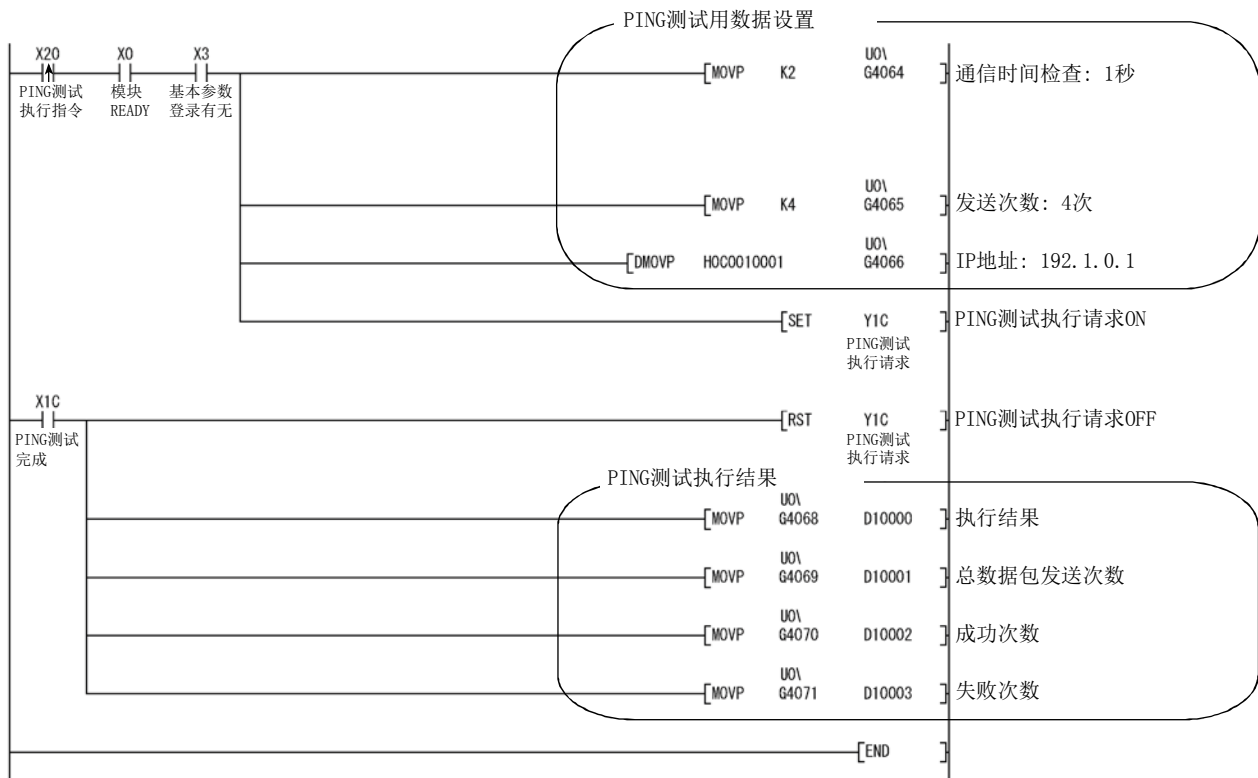 PING测试用数据设置
X20 X0 X3 U0\
[MOVP K2 G4064 ] 通信时间检查: 1秒
PING测试 模块 基本参数
执行指令 READY 登录有无
U0\
[MOVP K4 G4065 ] 发送次数: 4次
U0\
[DMOVP H0C0010001 G4066 ] IP地址: 192.1.0.1
[SET Y1C ] PING测试执行请求ON
PING测试
执行请求
X1C
[RST Y1C ] PING测试执行请求OFF
PING测试 PING测试
完成 执行请求
PING测试执行结果
U0\
[MOVP G4068 D10000 ] 执行结果
U0\
[MOVP G4069 D10001 ] 总数据包发送次数
U0\
[MOVP G4070 D10002 ] 成功次数
U0\
[MOVP G4071 D10003 ] 失败次数
[END ]